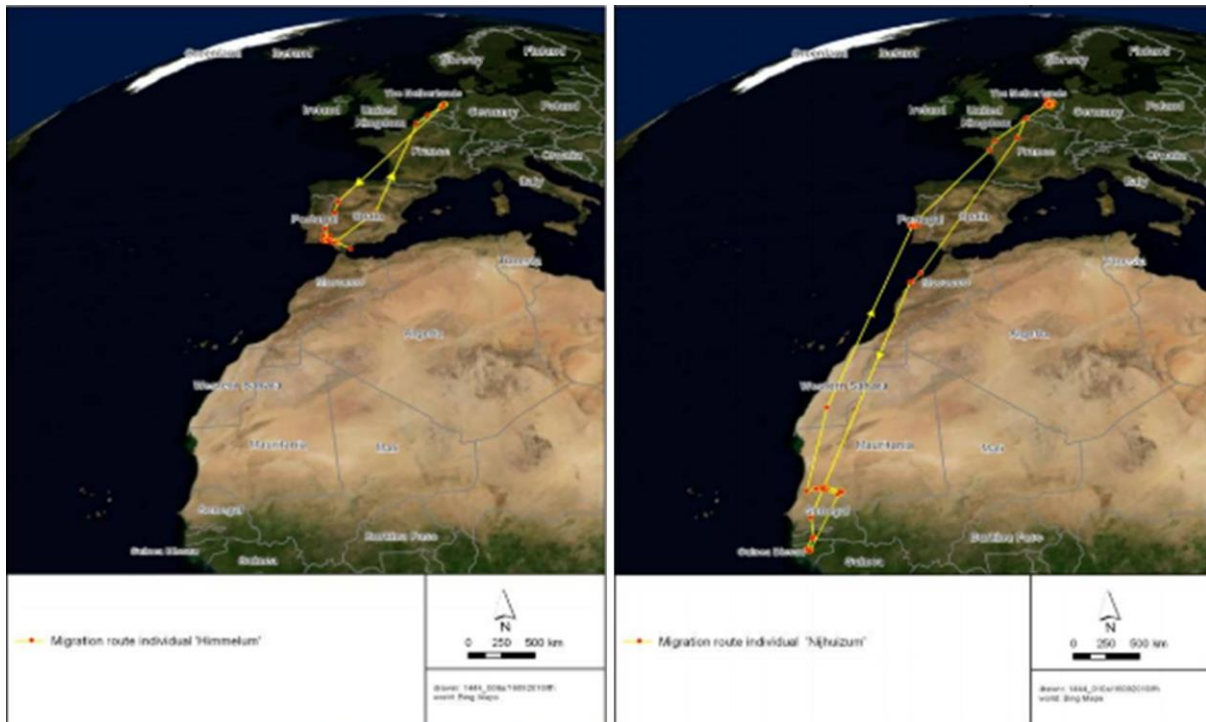 Greenland
Iceland
Norway
Finland
The Netherlands
Ireland
United
Kingdom
Germany
Poland
France
Croatia
Italy
Portugal
Spain
Tunisia
Morocco
Algeria
Western Sahara
Mauritania
Mali
Senegal
Burkina Faso
Guinea Bissau
Guinea
Migration route individual 'Himmelum'
N
0 250 500 km
world: Bing Maps
Greenland
Iceland
Norway
Finland
The Netherlands
Ireland
United
Kingdom
Germany
Poland
France
Croatia
Italy
Portugal
Spain
Tunisia
Morocco
Algeria
Western Sahara
Mauritania
Mali
Senegal
Burkina Faso
Guinea Bissau
Guinea
Migration route individual 'Nijhuizum'
N
0 250 500 km
world: Bing Maps